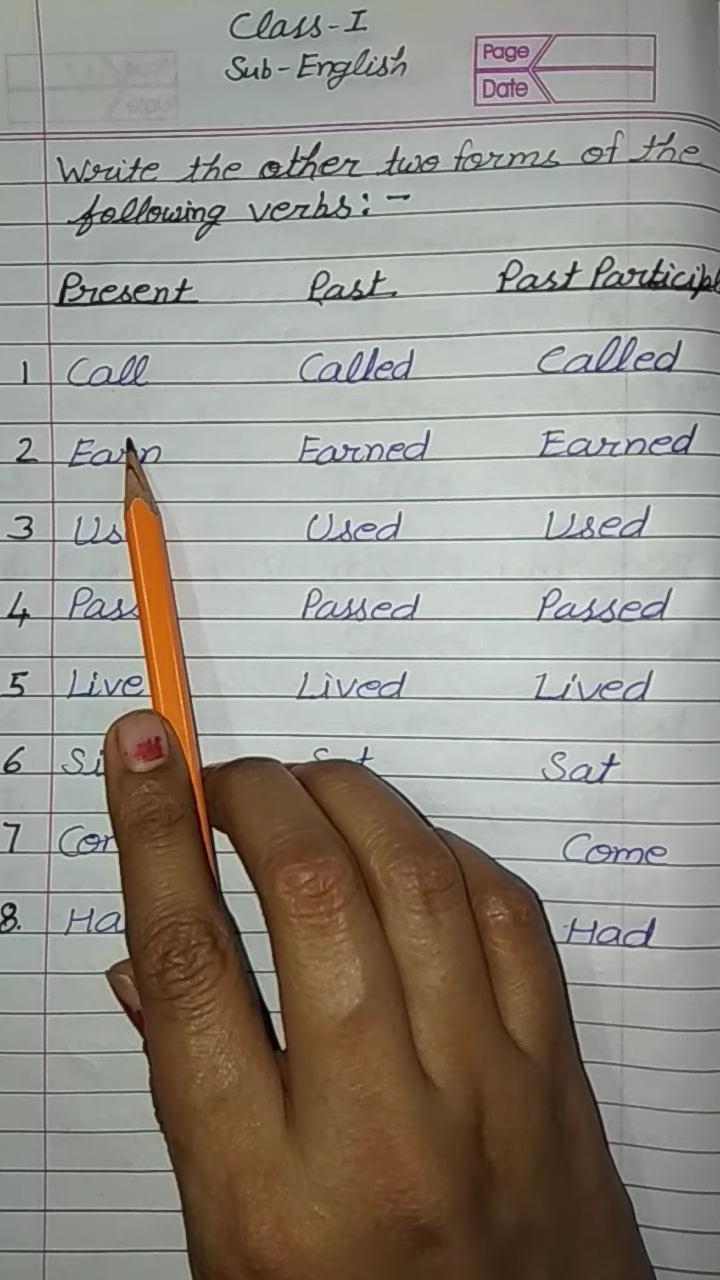 Class-I
Sub-English
Page
Date
Write the other two forms of the
following verbs:-
Present Past Past Participl
1 Call Called Called
2 Earn Earned Earned
3 Used Used
4 Passed Passed
5 Live Lived Lived
6 Sat
7 Come
8. Had